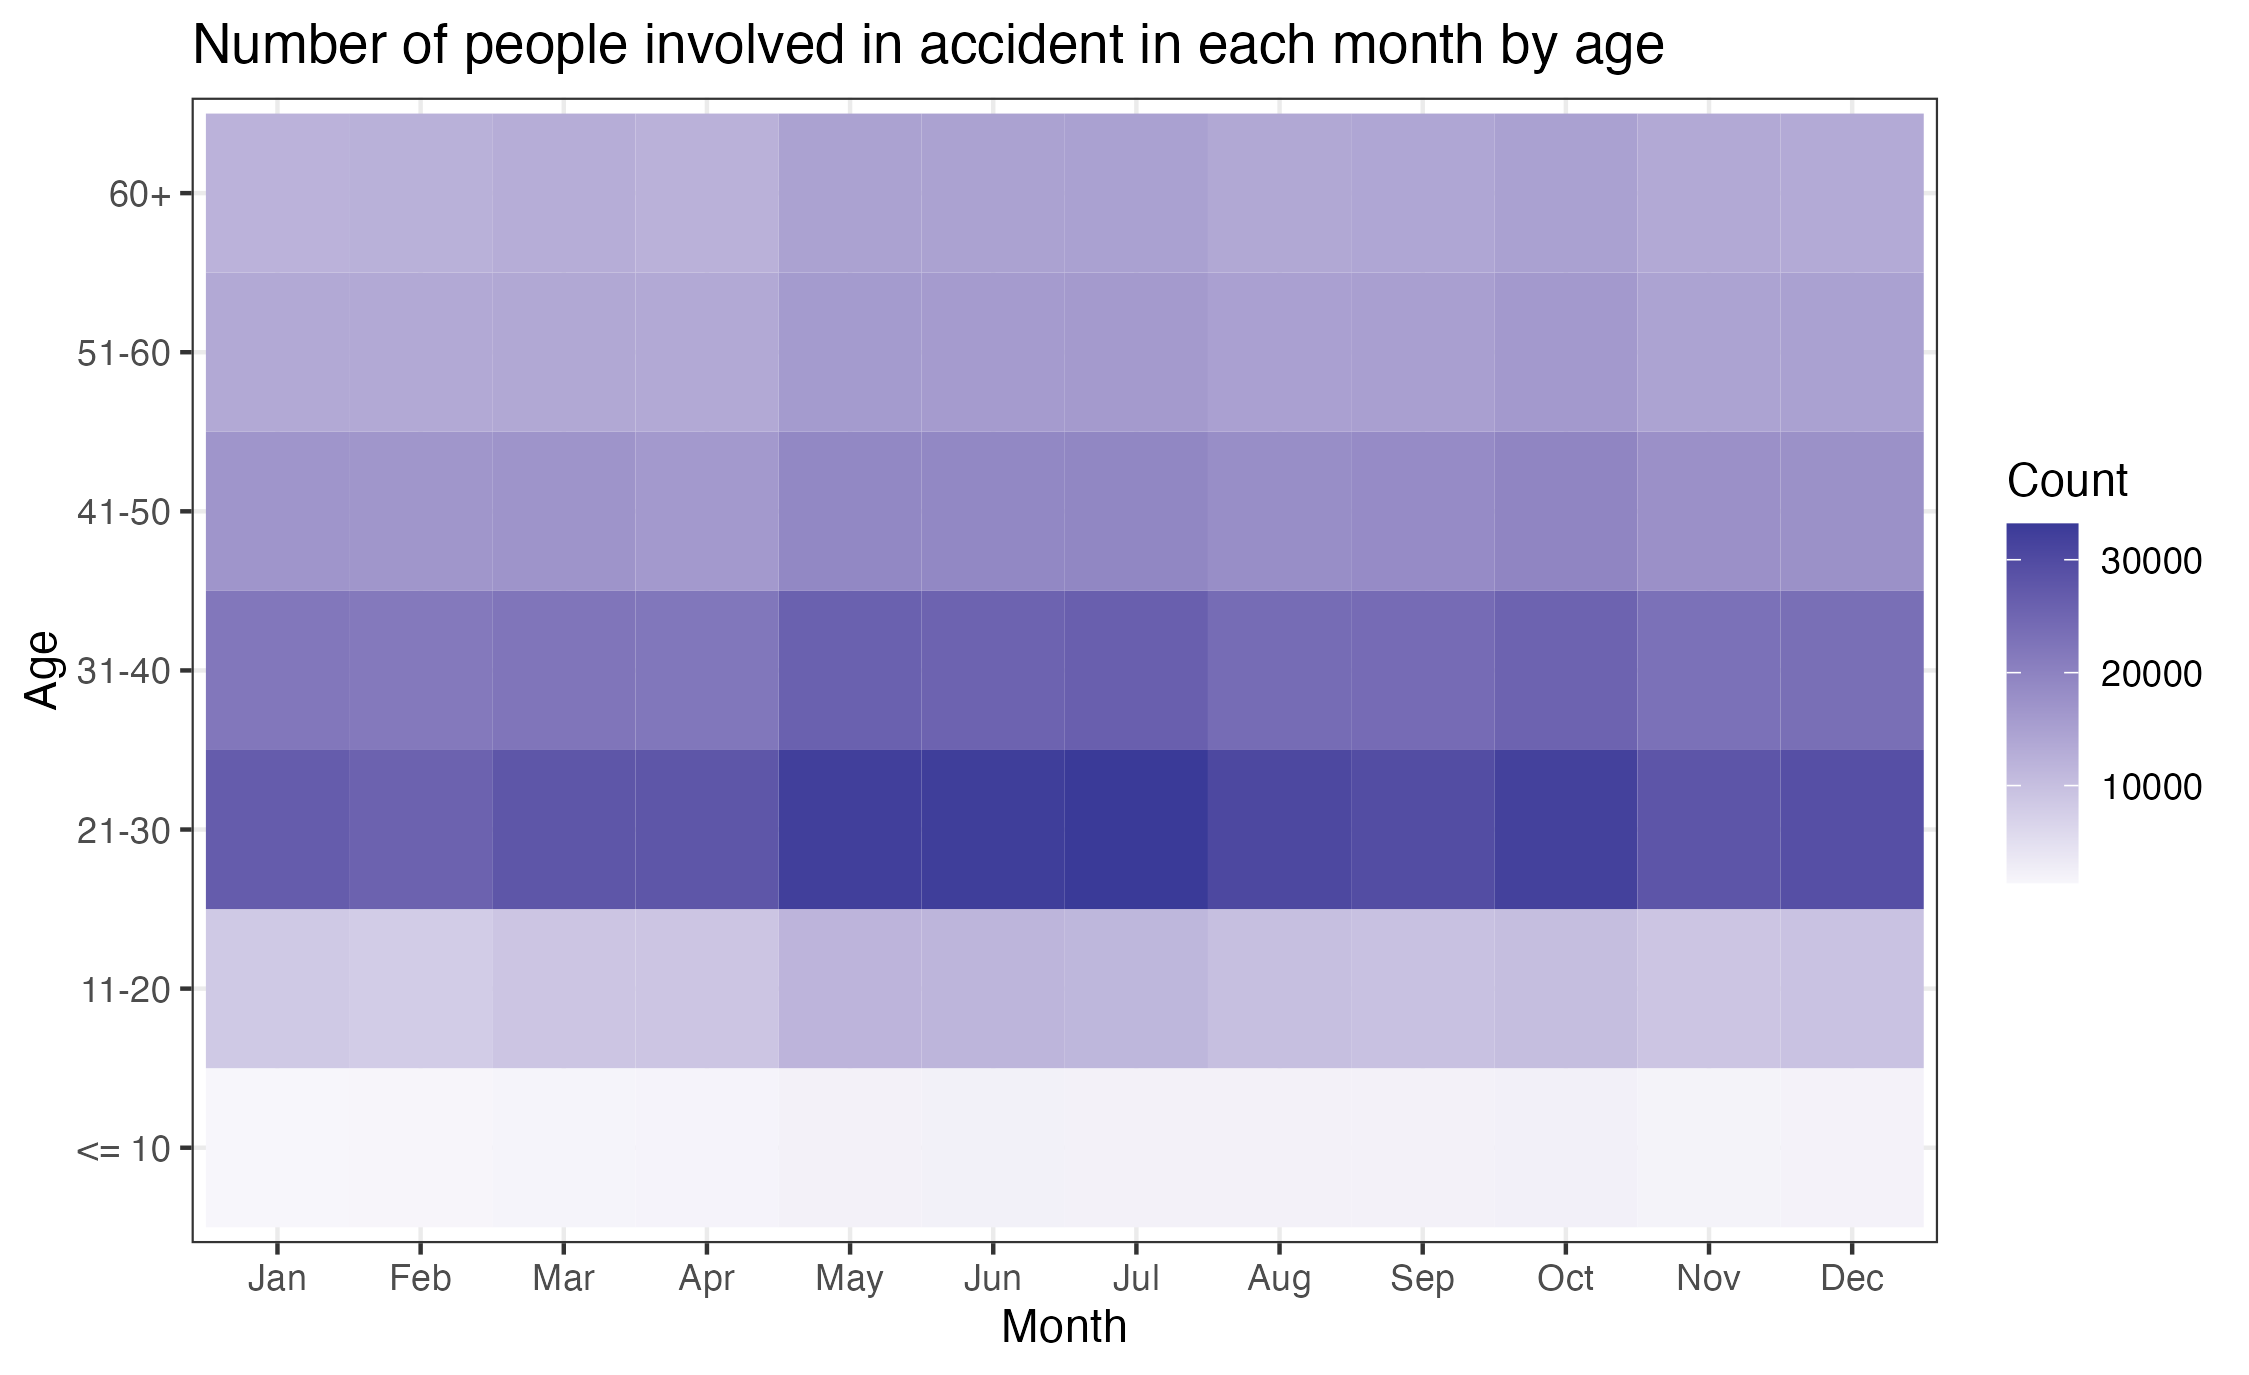 Number of people involved in accident in each month by age
Age
60+
51-60
41-50
31-40
21-30
11-20
<= 10
Jan Feb Mar Apr May Jun Jul Aug Sep Oct Nov Dec
Month
Count
30000
20000
10000